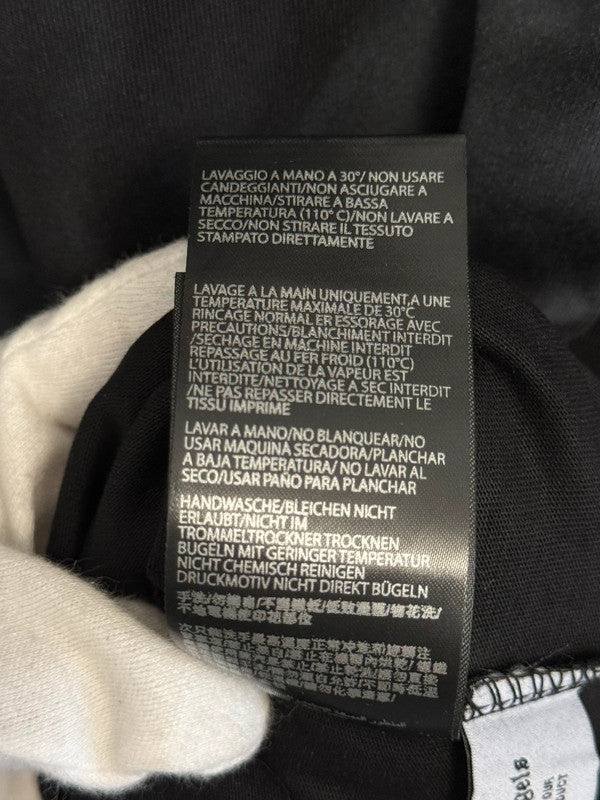 LAVAGGIO A MANO A 30°/ NON USARE
CANDEGGIANTI/NON ASCIUGARE A
MACCHINA/STIRARE A BASSA
TEMPERATURA (110° C)/NON LAVARE A
SECCO/NON STIRARE IL TESSUTO
STAMPATO DIRETTAMENTE
LAVAGE A LA MAIN UNIQUEMENT,A UNE
TEMPERATURE MAXIMALE DE 30°C
RINCAGE NORMAL ER ESSORAGE AVEC
PRECAUTIONS/BLANCHIMENT INTERDIT
/SECHAGE EN MACHINE INTERDIT
REPASSAGE AU FER FROID (110°C)
L'UTILISATION DE LA VAPEUR EST
INTERDITE/NETTOYAGE A SEC INTERDIT
/NE PAS REPASSER DIRECTEMENT LE
TISSU IMPRIME
LAVAR A MANO/NO BLANQUEAR/NO
USAR MAQUINA SECADORA/PLANCHAR
A BAJA TEMPERATURA/ NO LAVAR AL
SECO/USAR PAÑO PARA PLANCHAR
HANDWASCHE/BLEICHEN NICHT
ERLAUBT/NICHT IM
TROMMELTROCKNER TROCKNEN
BUGELN MIT GERINGER TEMPERATUR
NICHT CHEMISCH REINIGEN
DRUCKMOTIV NICHT DIREKT BÜGELN
gels
OUR
DUCT